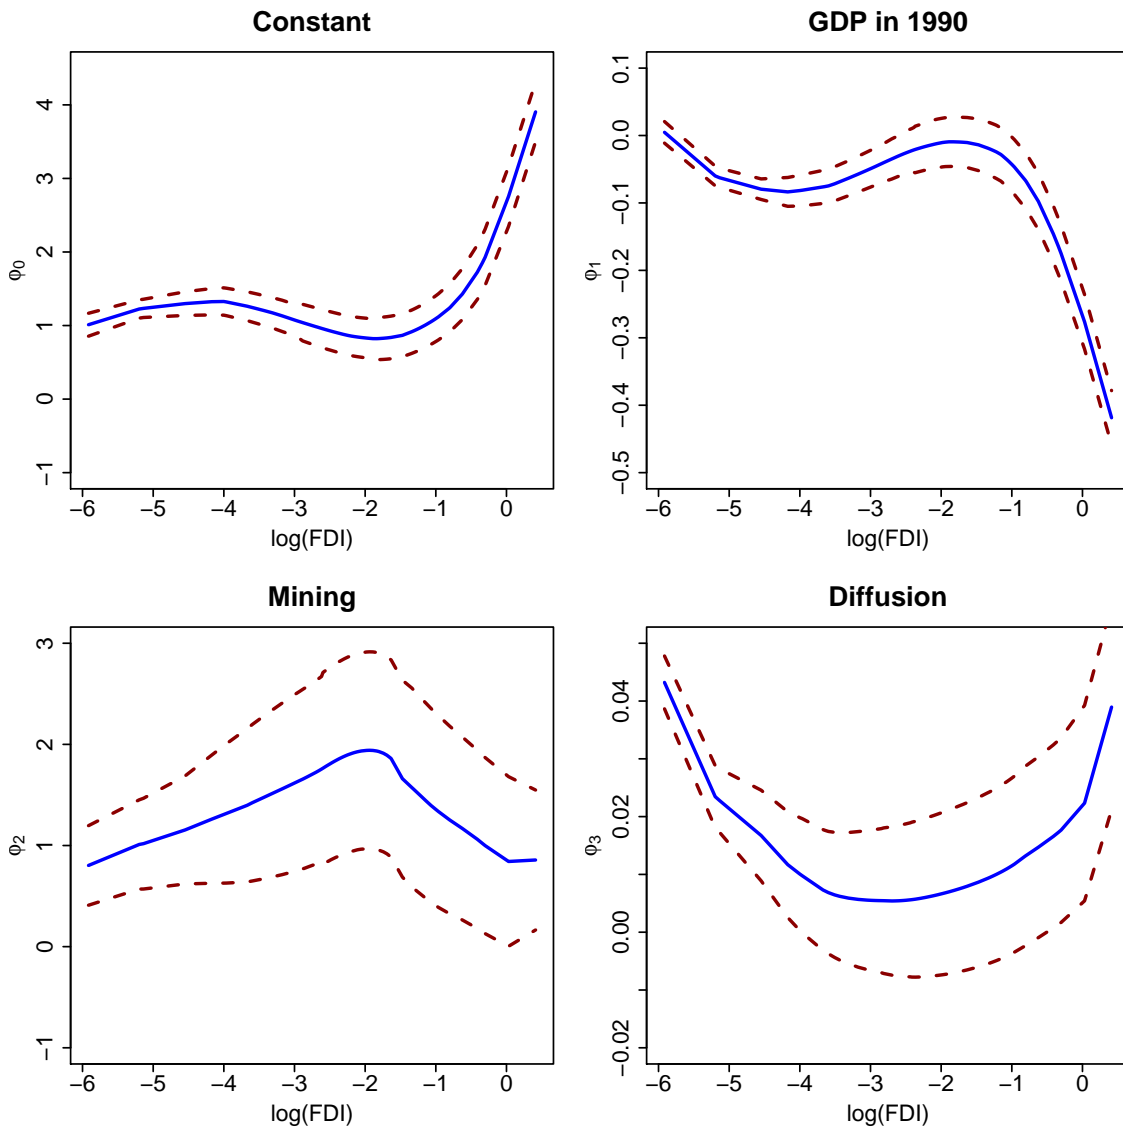 Constant
φ0
4
3
2
1
0
−1
−6 −5 −4 −3 −2 −1 0
log(FDI)
GDP in 1990
φ1
0.1
0.0
−0.1
−0.2
−0.3
−0.4
−0.5
−6 −5 −4 −3 −2 −1 0
log(FDI)
Mining
φ2
3
2
1
0
−1
−6 −5 −4 −3 −2 −1 0
log(FDI)
Diffusion
φ3
0.04
0.02
0.00
−0.02
−6 −5 −4 −3 −2 −1 0
log(FDI)